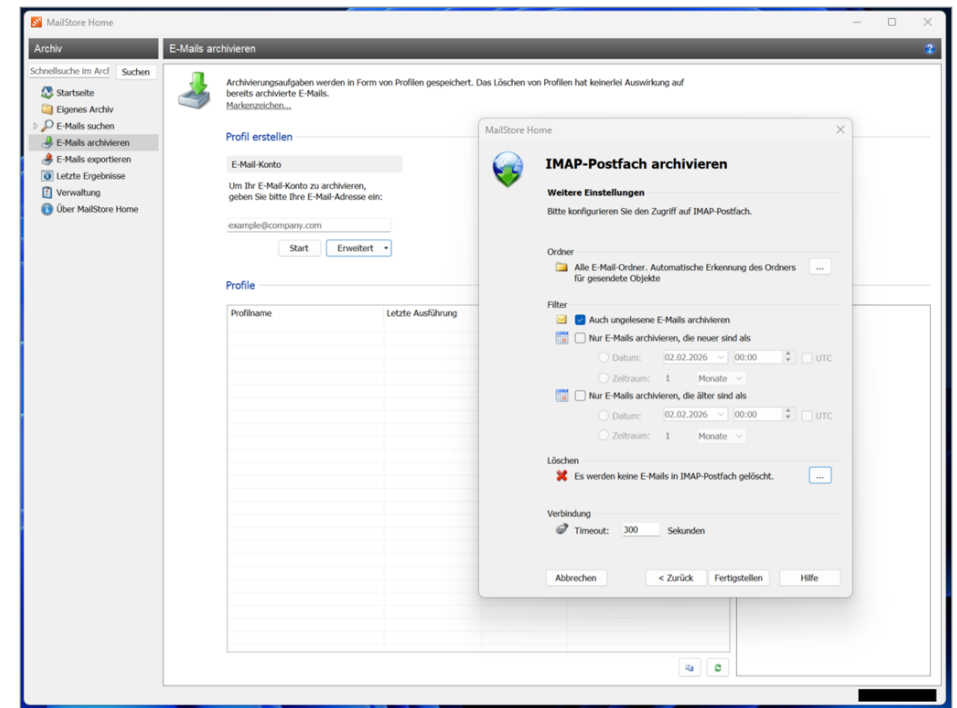 MailStore Home
Archiv
E-Mails archivieren
Schnellsuche im Arcl
Suchen
Startseite
Eigenes Archiv
E-Mails suchen
E-Mails archivieren
E-Mails exportieren
Letzte Ergebnisse
Verwaltung
Über MailStore Home
Archivierungsaufgaben werden in Form von Profilen gespeichert. Das Löschen von Profilen hat keinerlei Auswirkung auf
bereits archivierte E-Mails.
Markenzeichen...
Profil erstellen
E-Mail-Konto
Um Ihr E-Mail-Konto zu archivieren,
geben Sie bitte Ihre E-Mail-Adresse ein:
example@company.com
Start
Erweitert
Profile
Profilname
Letzte Ausführung
MailStore Home
IMAP-Postfach archivieren
Weitere Einstellungen
Bitte konfigurieren Sie den Zugriff auf IMAP-Postfach.
Ordner
Alle E-Mail-Ordner. Automatische Erkennung des Ordners
für gesendete Objekte
...
Filter
Auch ungelesene E-Mails archivieren
Nur E-Mails archivieren, die neuer sind als
Datum: 02.02.2026 00:00 UTC
Zeitraum: 1 Monate
Nur E-Mails archivieren, die älter sind als
Datum: 02.02.2026 00:00 UTC
Zeitraum: 1 Monate
Löschen
Es werden keine E-Mails in IMAP-Postfach gelöscht.
...
Verbindung
Timeout: 300 Sekunden
Abbrechen
< Zurück
Fertigstellen
Hilfe